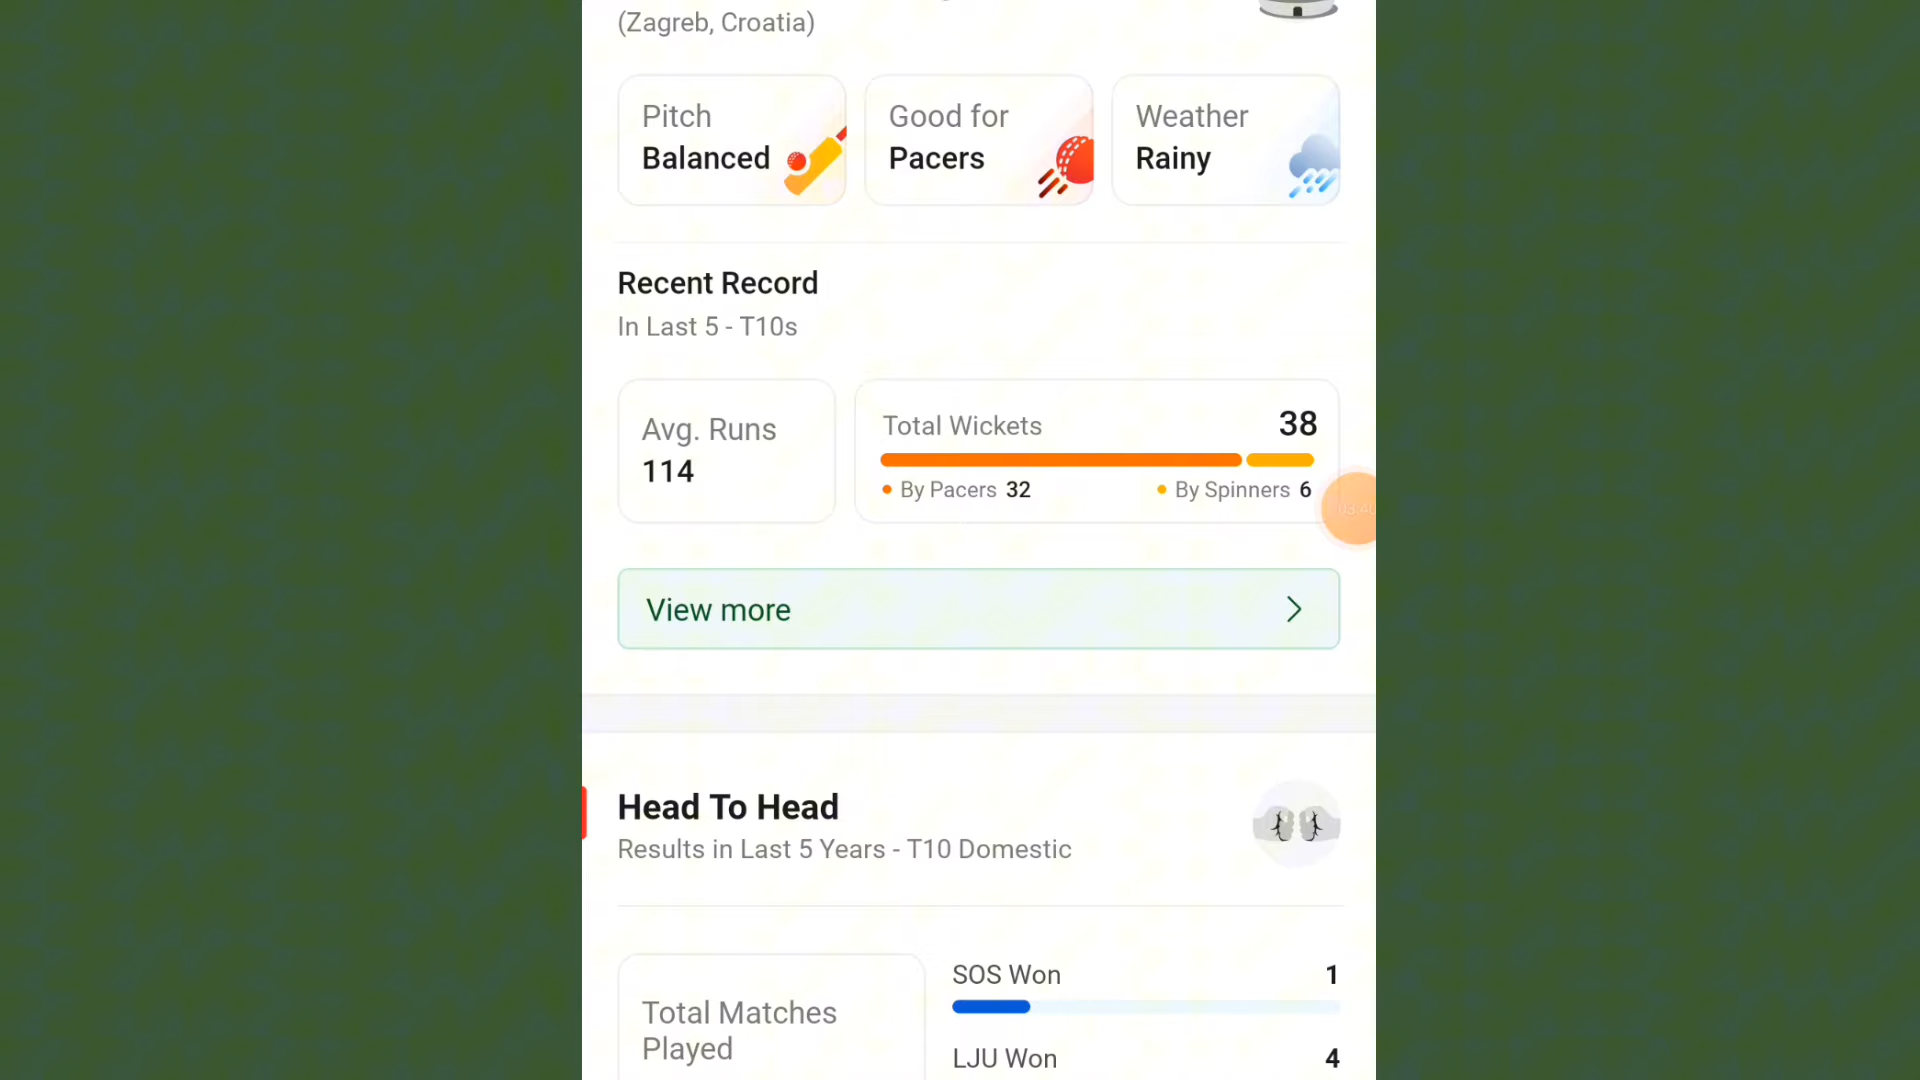 (Zagreb, Croatia)
Pitch
Balanced
Good for
Pacers
Weather
Rainy
Recent Record
In Last 5 - T10s
Avg. Runs
114
Total Wickets 38
By Pacers 32 By Spinners 6
03:40
View more
Head To Head
Results in Last 5 Years - T10 Domestic
Total Matches
Played
SOS Won 1
LJU Won 4